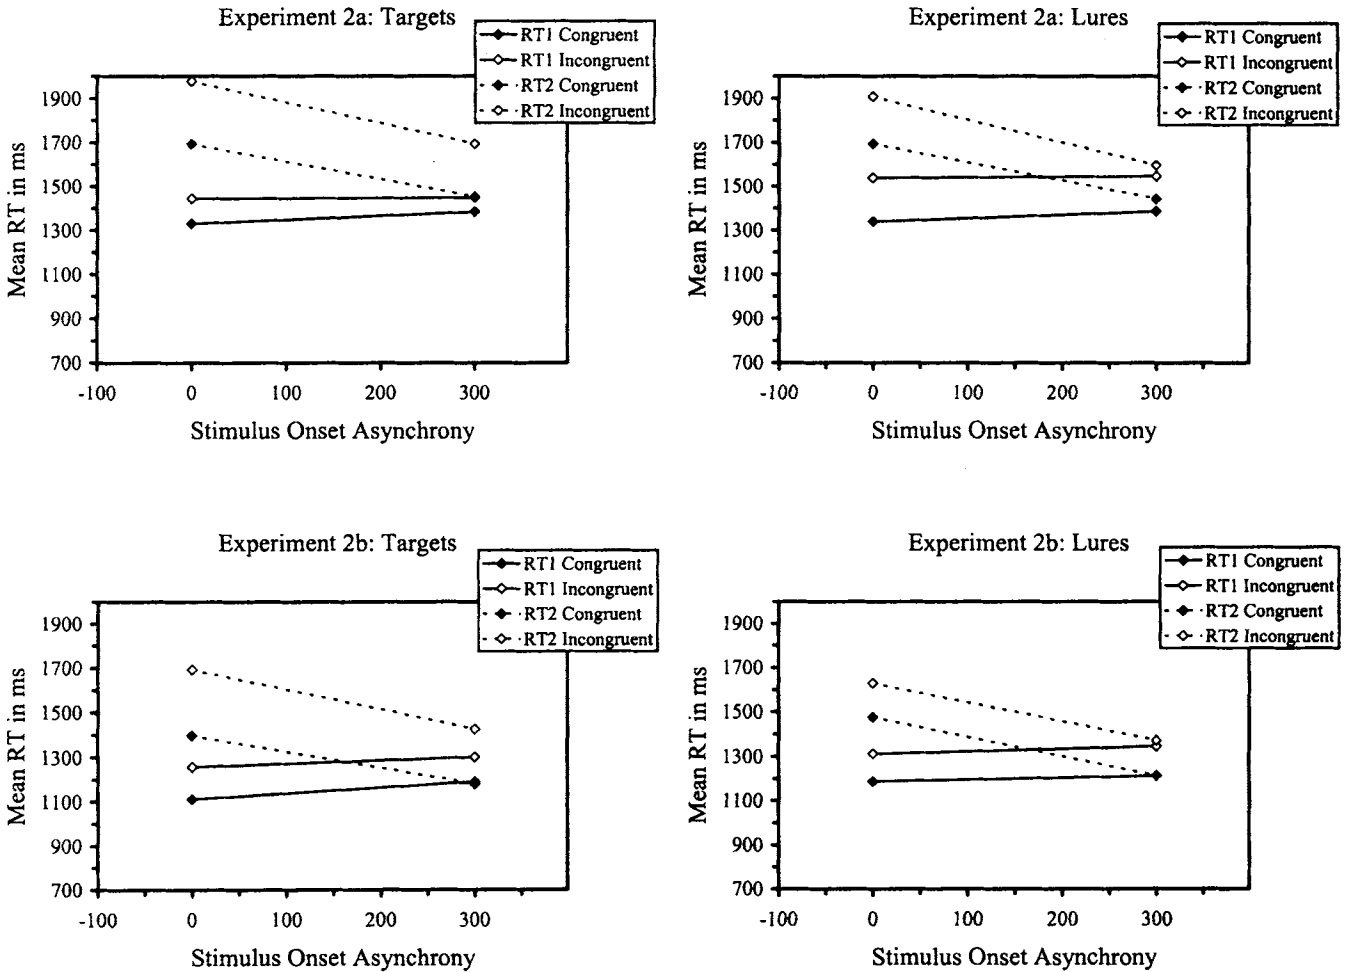 Experiment 2a: Targets
RT1 Congruent
RT1 Incongruent
RT2 Congruent
RT2 Incongruent
1900
1700
1500
1300
1100
900
700
Mean RT in ms
-100 0 100 200 300
Stimulus Onset Asynchrony
Experiment 2a: Lures
RT1 Congruent
RT1 Incongruent
RT2 Congruent
RT2 Incongruent
1900
1700
1500
1300
1100
900
700
Mean RT in ms
-100 0 100 200 300
Stimulus Onset Asynchrony
Experiment 2b: Targets
RT1 Congruent
RT1 Incongruent
RT2 Congruent
RT2 Incongruent
1900
1700
1500
1300
1100
900
700
Mean RT in ms
-100 0 100 200 300
Stimulus Onset Asynchrony
Experiment 2b: Lures
RT1 Congruent
RT1 Incongruent
RT2 Congruent
RT2 Incongruent
1900
1700
1500
1300
1100
900
700
Mean RT in ms
-100 0 100 200 300
Stimulus Onset Asynchrony